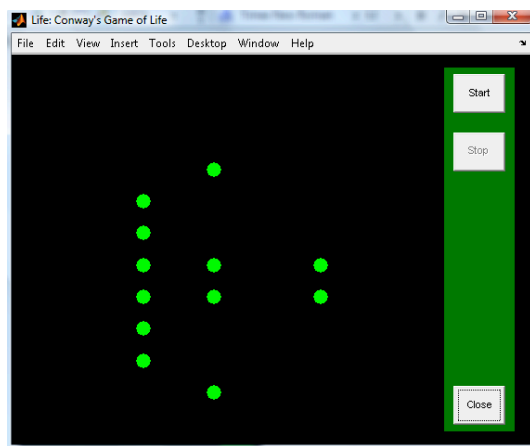 Life: Conway's Game of Life
File Edit View Insert Tools Desktop Window Help
Start
Stop
Close